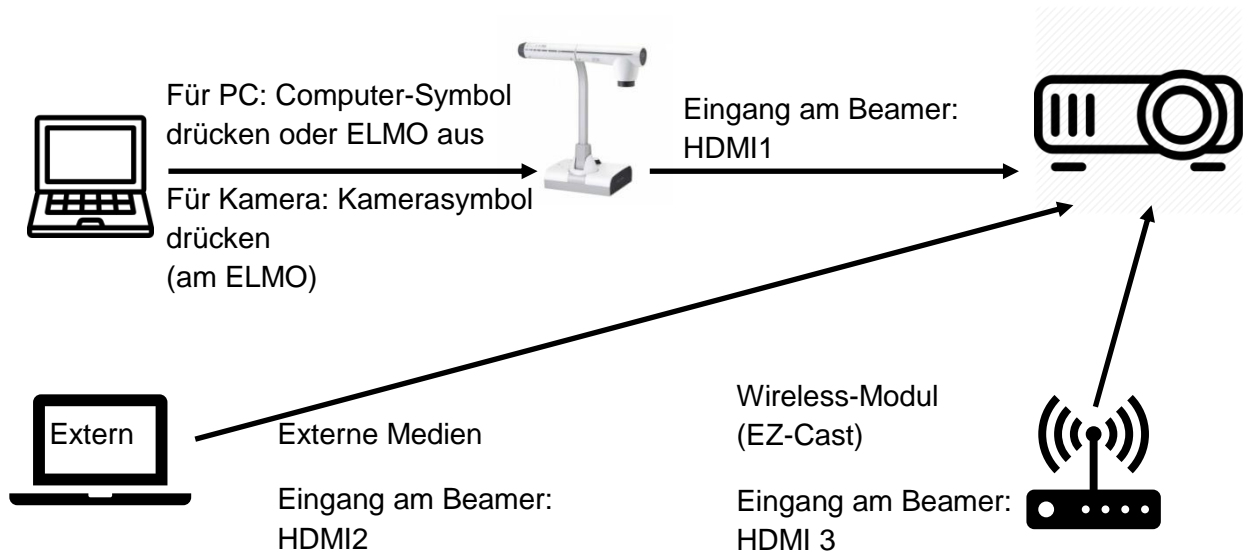 Für PC: Computer-Symbol
drücken oder ELMO aus
Für Kamera: Kamerasymbol
drücken
(am ELMO)
Eingang am Beamer:
HDMI1
Extern
Externe Medien
Eingang am Beamer:
HDMI2
Wireless-Modul
(EZ-Cast)
Eingang am Beamer:
HDMI 3